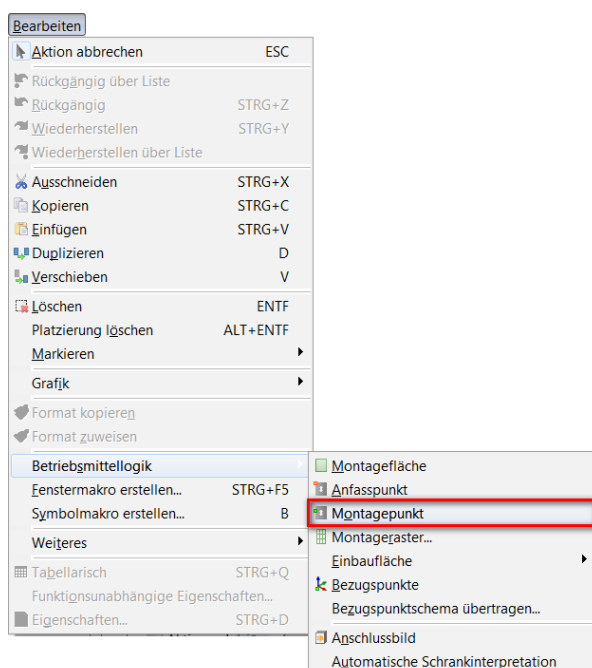 Bearbeiten
Aktion abbrechen ESC
Rückgängig über Liste
Rückgängig STRG+Z
Wiederherstellen STRG+Y
Wiederherstellen über Liste
Ausschneiden STRG+X
Kopieren STRG+C
Einfügen STRG+V
Duplizieren D
Verschieben V
Löschen ENTF
Platzierung löschen ALT+ENTF
Markieren
Grafik
Format kopieren
Format zuweisen
Betriebsmittellogik
Fenstermakro erstellen... STRG+F5
Symbolmakro erstellen... B
Weiteres
Tabellarisch STRG+Q
Funktionsunabhängige Eigenschaften...
Eigenschaften... STRG+D
Montagefläche
Anfasspunkt
Montagepunkt
Montageraster...
Einbaufläche
Bezugspunkte
Bezugspunktschema übertragen...
Anschlussbild
Automatische Schrankinterpretation